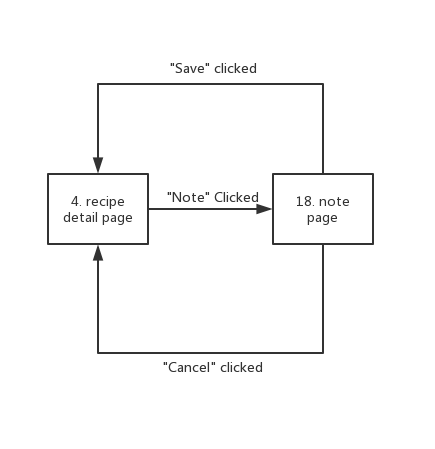 "Save" clicked
4. recipe
detail page
"Note" Clicked
18. note
page
"Cancel" clicked